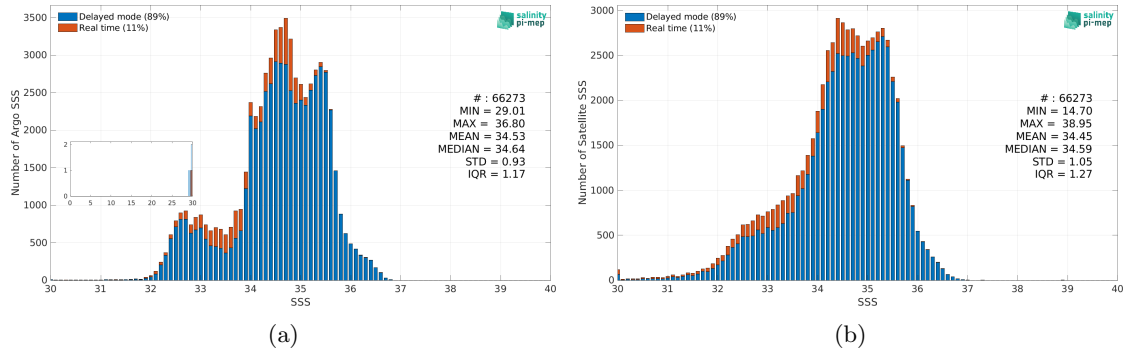 Delayed mode (89%)
Real time (11%)
salinity
pi-mep
Number of Argo SSS
3500
3000
2500
2000
1500
1000
500
0
# : 66273
MIN = 29.01
MAX = 36.80
MEAN = 34.53
MEDIAN = 34.64
STD = 0.93
IQR = 1.17
2
1
0
0 5 10 15 20 25 30
30 31 32 33 34 35 36 37 38 39 40
SSS
(a)
Delayed mode (89%)
Real time (11%)
salinity
pi-mep
Number of Satellite SSS
3000
2500
2000
1500
1000
500
0
# : 66273
MIN = 14.70
MAX = 38.95
MEAN = 34.45
MEDIAN = 34.59
STD = 1.05
IQR = 1.27
30 31 32 33 34 35 36 37 38 39 40
SSS
(b)